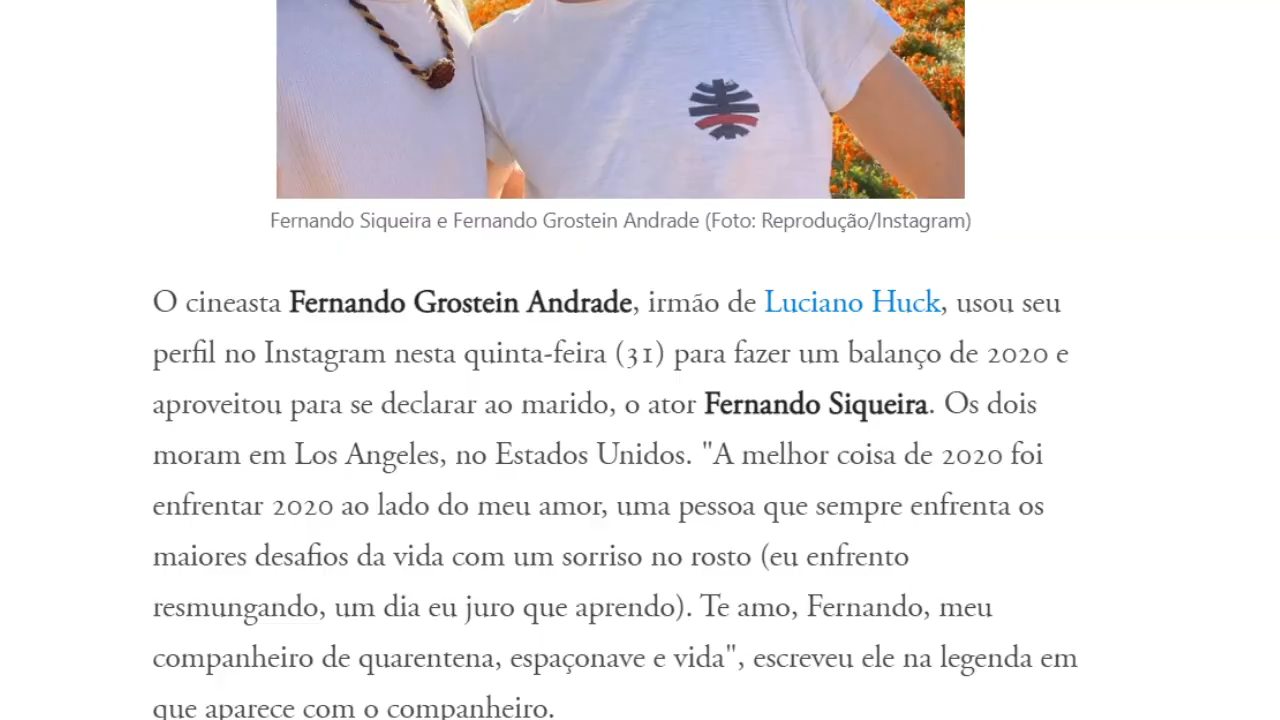 Fernando Siqueira e Fernando Grostein Andrade (Foto: Reprodução/Instagram)
O cineasta Fernando Grostein Andrade, irmão de Luciano Huck, usou seu
perfil no Instagram nesta quinta-feira (31) para fazer um balanço de 2020 e
aproveitou para se declarar ao marido, o ator Fernando Siqueira. Os dois
moram em Los Angeles, no Estados Unidos. "A melhor coisa de 2020 foi
enfrentar 2020 ao lado do meu amor, uma pessoa que sempre enfrenta os
maiores desafios da vida com um sorriso no rosto (eu enfrento
resmungando, um dia eu juro que aprendo). Te amo, Fernando, meu
companheiro de quarentena, espaçonave e vida", escreveu ele na legenda em
que aparece com o companheiro.